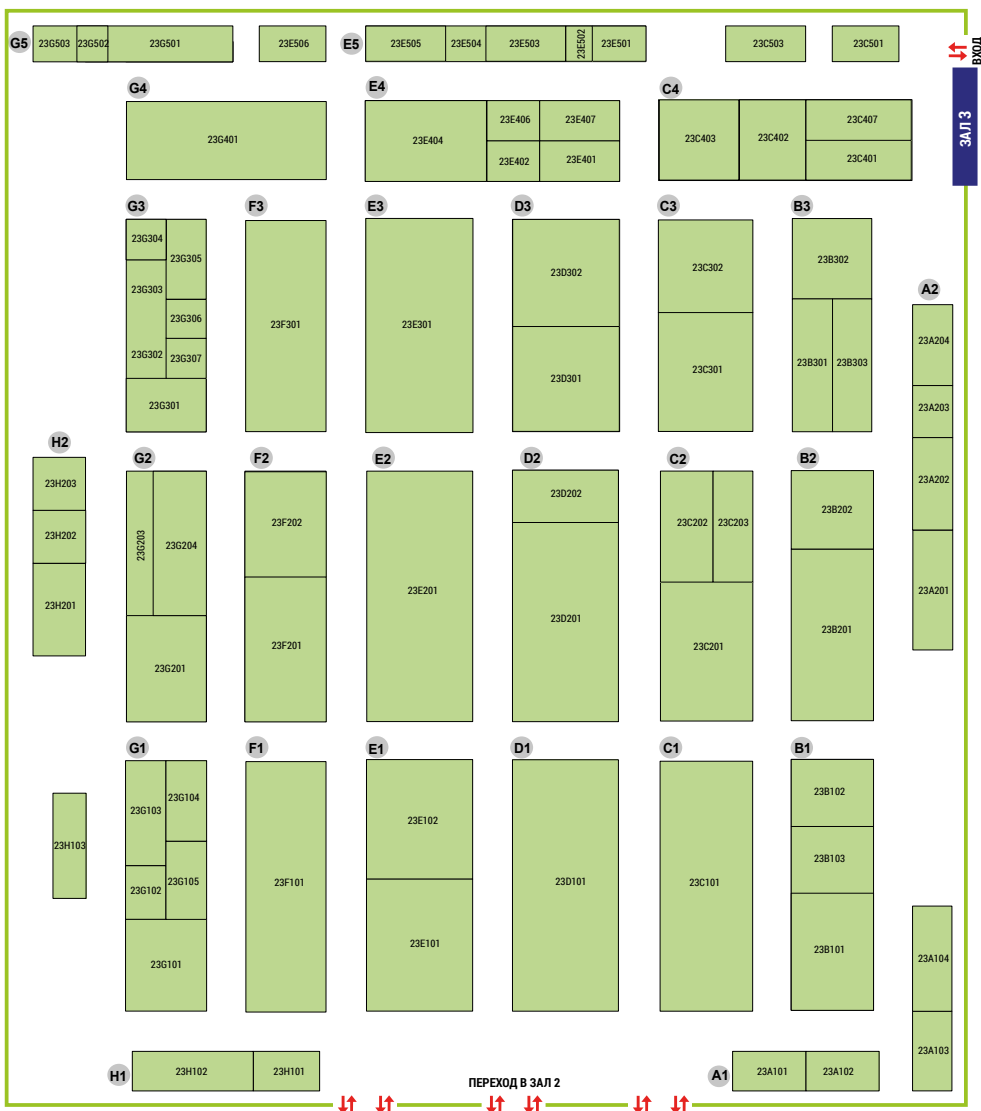 G5 23G503 23G502 23G501 23E506 E5 23E505 23E504 23E503 23E502 23E501 23C503 23C501
ВХОД
ЗАЛ 3
G4 E4 C4
23G401 23E404 23E406 23E407 23C403 23C402 23C407
23E402 23E401 23C401
G3 F3 E3 D3 C3 B3
23G304 23G305 23G303 23G306 23G302 23G307 23G301
23F301 23E301 23D302 23D301 23C302 23C301 23B302 23B301 23B303
A2
23A204
23A203
23A202
23A201
H2
23H203
23H202
23H201
G2 F2 E2 D2 C2 B2
23G203 23G204 23G201 23F202 23F201 23E201 23D202 23D201 23C202 23C203 23C201 23B202 23B201
G1 F1 E1 D1 C1 B1
23H103
23G103 23G104 23G102 23G105 23G101 23F101 23E102 23E101 23D101 23C101 23B102 23B103 23B101
23A104
23A103
H1 23H102 23H101
ПЕРЕХОД В ЗАЛ 2
A1 23A101 23A102